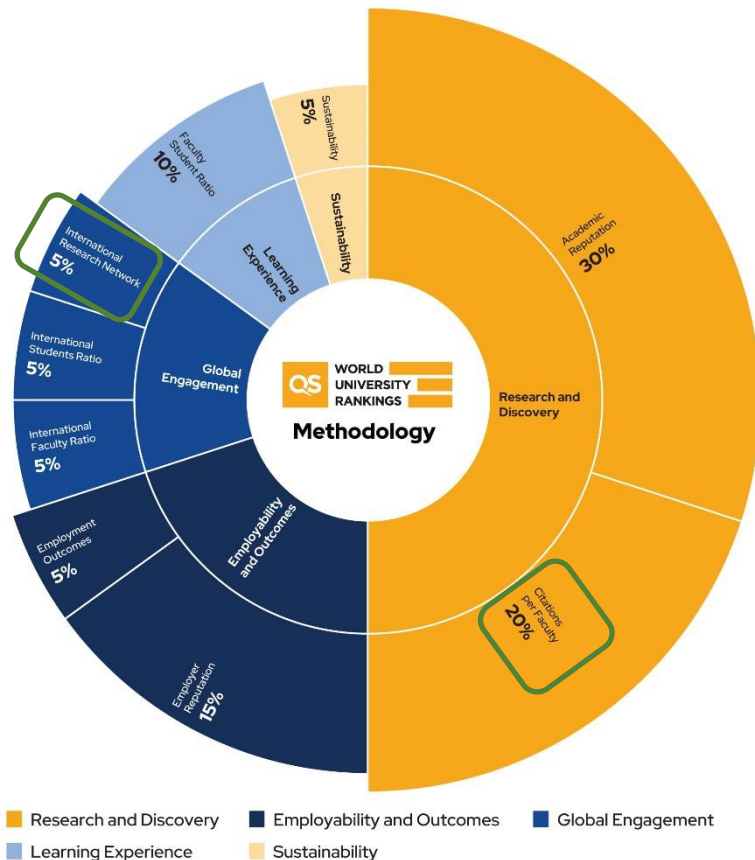 QS
WORLD
UNIVERSITY
RANKINGS
Methodology
Research and
Discovery
Academic
Reputation
30%
Citations
per Faculty
20%
Employability
and Outcomes
Employer
Reputation
15%
Employment
Outcomes
5%
Global
Engagement
International
Faculty Ratio
5%
International
Students Ratio
5%
International
Research Network
5%
Learning
Experience
Faculty
Student Ratio
10%
Sustainability
Sustainability
5%
Research and Discovery
Employability and Outcomes
Global Engagement
Learning Experience
Sustainability